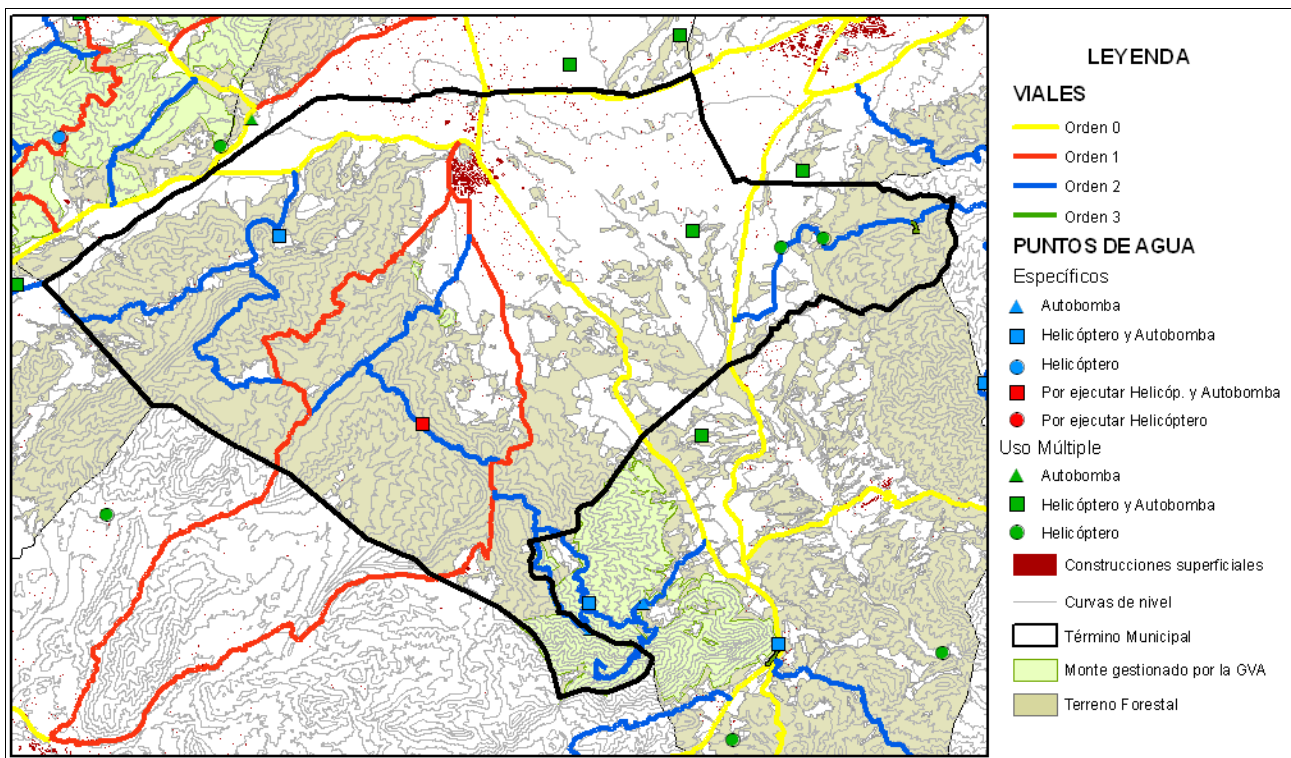 LEYENDA
VIALES
Orden 0
Orden 1
Orden 2
Orden 3
PUNTOS DE AGUA
Específicos
Autobomba
Helicóptero y Autobomba
Helicóptero
Por ejecutar Helicóp. y Autobomba
Por ejecutar Helicóptero
Uso Múltiple
Autobomba
Helicóptero y Autobomba
Helicóptero
Construcciones superficiales
Curvas de nivel
Término Municipal
Monte gestionado por la GVA
Terreno Forestal